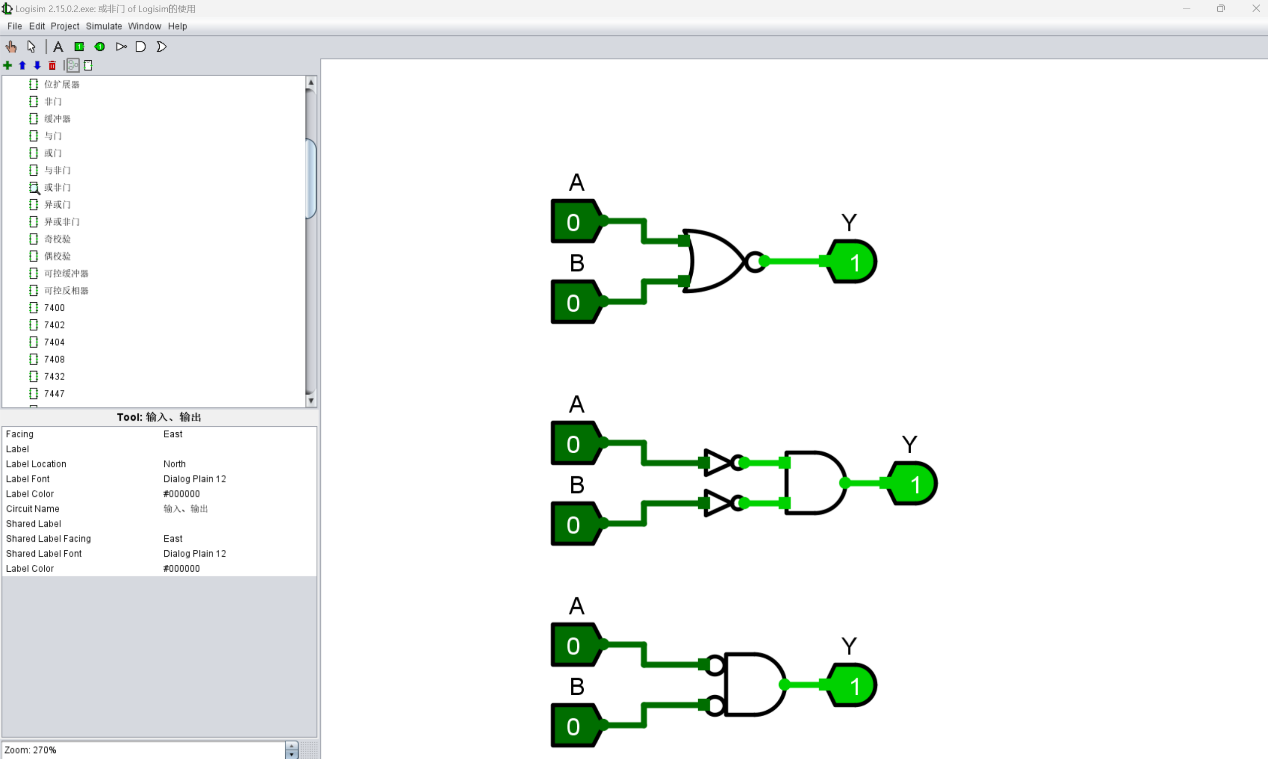 Logisim 2.15.0.2.exe: 或非门 of Logisim的使用
File Edit Project Simulate Window Help
A
位扩展器
非门
缓冲器
与门
或门
与非门
或非门
异或门
异或非门
奇校验
偶校验
可控缓冲器
可控反相器
7400
7402
7404
7408
7432
7447
Tool: 输入、输出
Facing East
Label
Label Location North
Label Font Dialog Plain 12
Label Color #000000
Circuit Name 输入、输出
Shared Label
Shared Label Facing East
Shared Label Font Dialog Plain 12
Label Color #000000
Zoom: 270%
A
0
B
0
Y
1
A
0
B
0
Y
1
A
0
B
0
Y
1